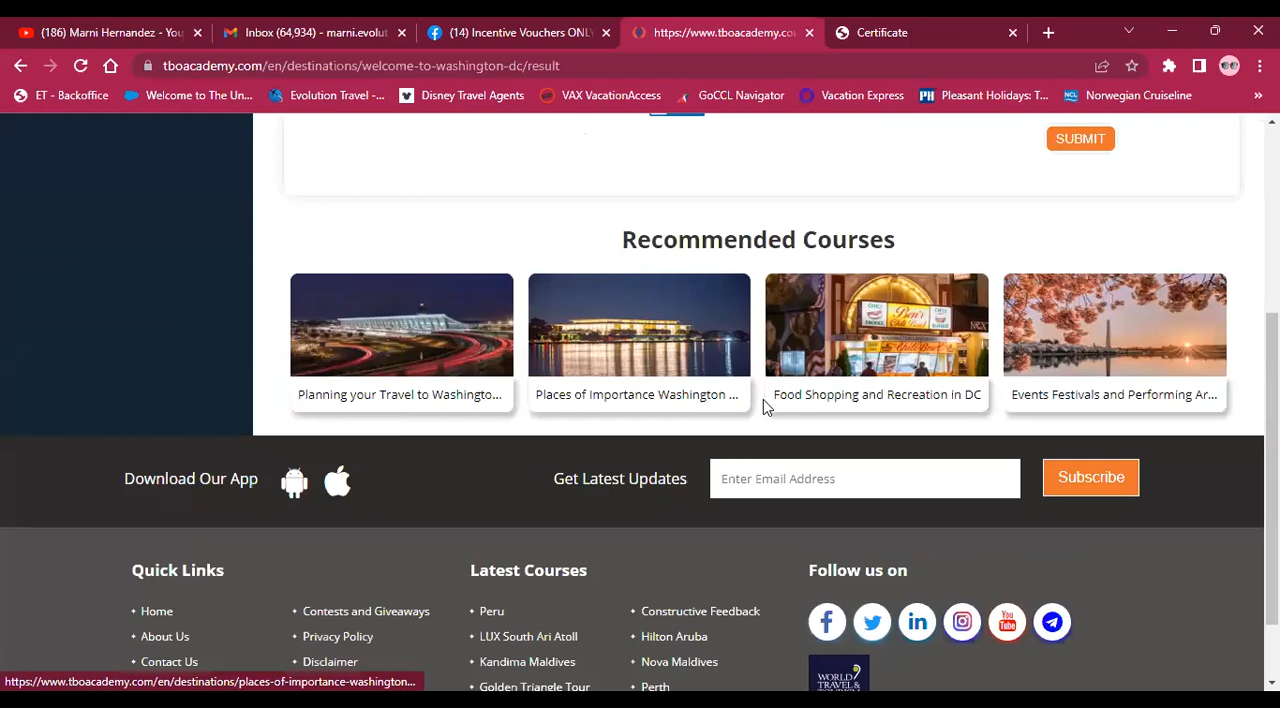 (186) Marni Hernandez - You
Inbox (64,934) - marni.evolut
(14) Incentive Vouchers ONL
https://www.tboacademy.co
Certificate
tboacademy.com/en/destinations/welcome-to-washington-dc/result
ET - Backoffice
Welcome to The Un...
Evolution Travel -...
Disney Travel Agents
VAX VacationAccess
GoCCL Navigator
Vacation Express
Pleasant Holidays: T...
Norwegian Cruiseline
»
SUBMIT
Recommended Courses
BEN'S CHILI BOWL
Planning your Travel to Washingto...
Places of Importance Washington ...
Food Shopping and Recreation in DC
Events Festivals and Performing Ar...
Download Our App
Get Latest Updates
Enter Email Address
Subscribe
Quick Links
Latest Courses
Follow us on
Home
Contests and Giveaways
Peru
Constructive Feedback
About Us
Privacy Policy
LUX South Ari Atoll
Hilton Aruba
Contact Us
Disclaimer
Kandima Maldives
Nova Maldives
Golden Triangle Tour
Perth
WORLD
TRAVEL &
https://www.tboacademy.com/en/destinations/places-of-importance-washington...